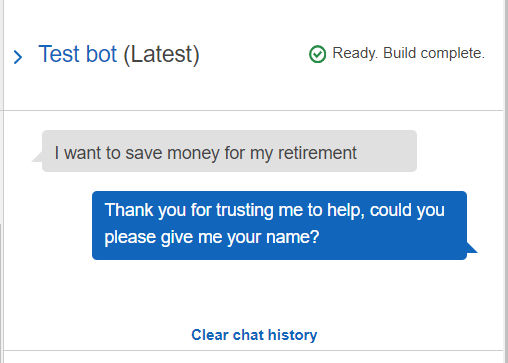 Test bot (Latest) Ready. Build complete.
I want to save money for my retirement
Thank you for trusting me to help, could you
please give me your name?
Clear chat history